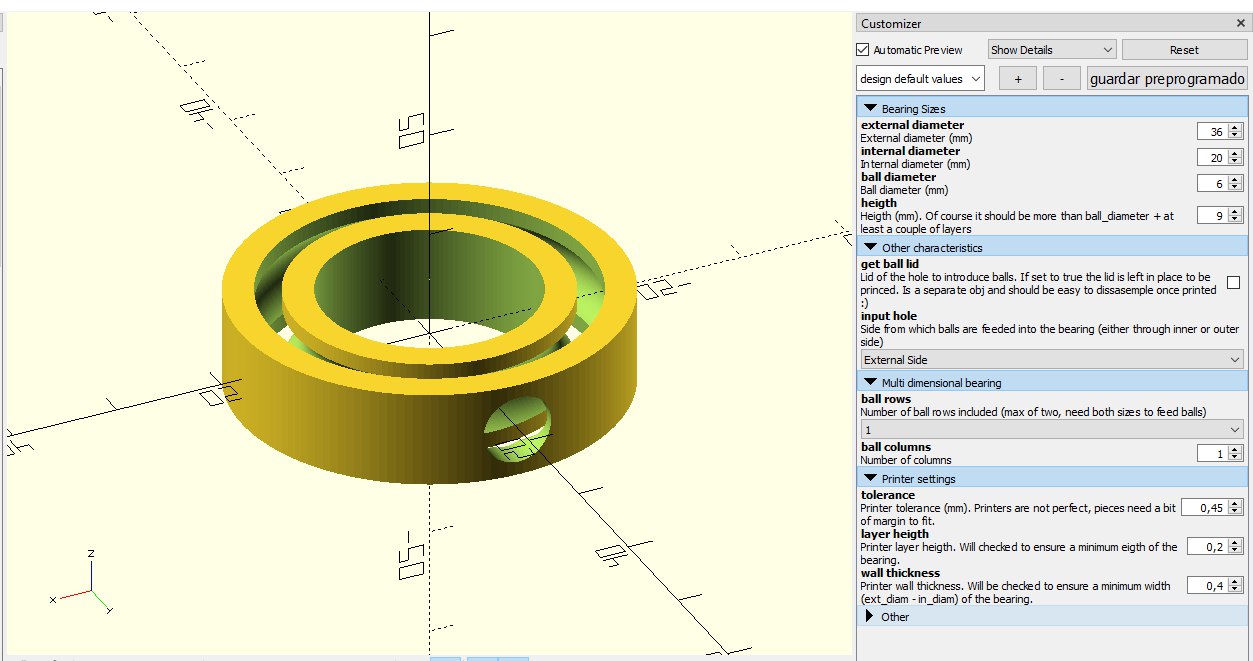 Customizer
Automatic Preview
Show Details
Reset
design default values
+
-
guardar preprogramado
Bearing Sizes
external diameter
External diameter (mm)
36
internal diameter
Internal diameter (mm)
20
ball diameter
Ball diameter (mm)
6
heigth
Heigth (mm). Of course it should be more than ball_diameter + at
least a couple of layers
9
Other characteristics
get ball lid
Lid of the hole to introduce balls. If set to true the lid is left in place to be
princed. Is a separate obj and should be easy to dissasemple once printed
:)
input hole
Side from which balls are feeded into the bearing (either through inner or outer
side)
External Side
Multi dimensional bearing
ball rows
Number of ball rows included (max of two, need both sizes to feed balls)
1
ball columns
Number of columns
1
Printer settings
tolerance
Printer tolerance (mm). Printers are not perfect, pieces need a bit
of margin to fit.
0,45
layer heigth
Printer layer heigth. Will checked to ensure a minimum eigth of the
bearing.
0,2
wall thickness
Printer wall thickness. Will be checked to ensure a minimum width
(ext_diam - in_diam) of the bearing.
0,4
Other
z
x
y